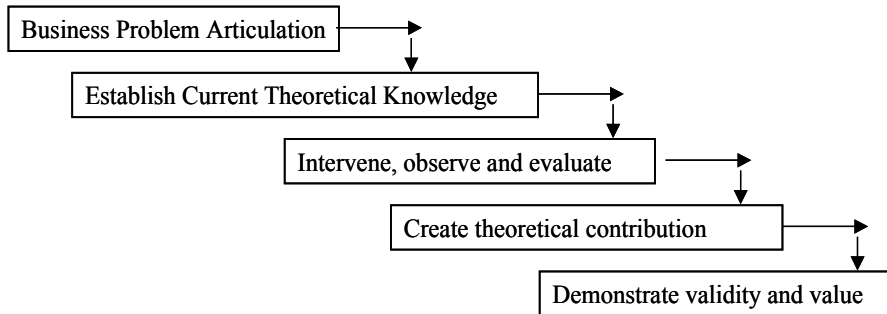 Business Problem Articulation
Establish Current Theoretical Knowledge
Intervene, observe and evaluate
Create theoretical contribution
Demonstrate validity and value